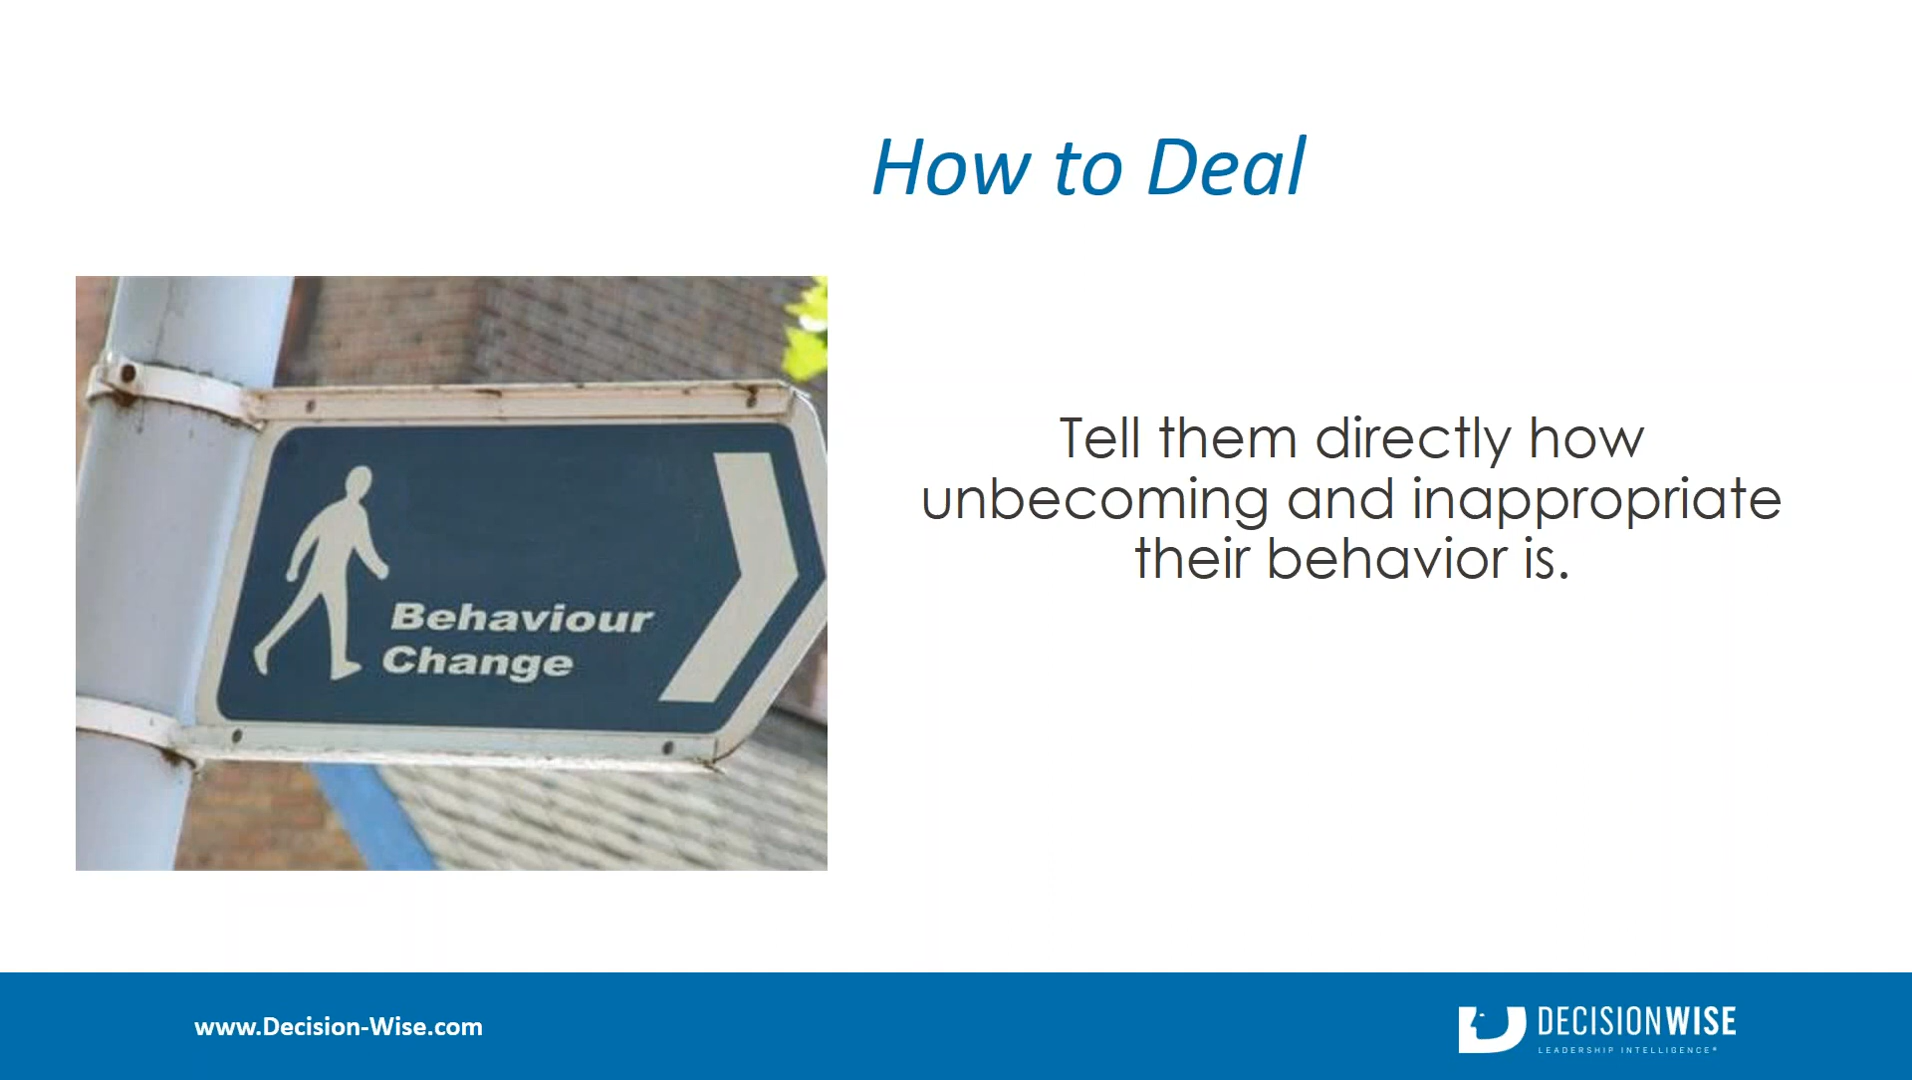 How to Deal
Behaviour
Change
Tell them directly how
unbecoming and inappropriate
their behavior is.
www.Decision-Wise.com
DECISIONWISE
LEADERSHIP INTELLIGENCE®